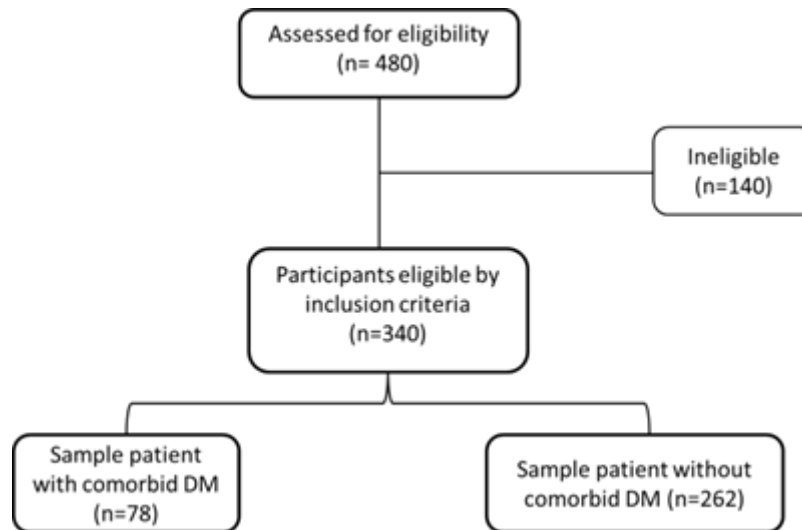 Assessed for eligibility
(n= 480)
Ineligible
(n=140)
Participants eligible by
inclusion criteria
(n=340)
Sample patient
with comorbid DM
(n=78)
Sample patient without
comorbid DM (n=262)